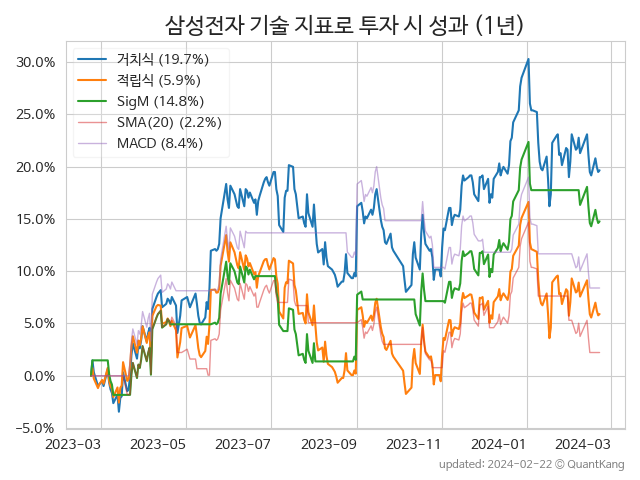 삼성전자 기술 지표로 투자 시 성과 (1년)
거치식 (19.7%)
적립식 (5.9%)
SigM (14.8%)
SMA(20) (2.2%)
MACD (8.4%)
30.0%
25.0%
20.0%
15.0%
10.0%
5.0%
0.0%
−5.0%
2023-03 2023-05 2023-07 2023-09 2023-11 2024-01 2024-03
updated: 2024-02-22 © QuantKang